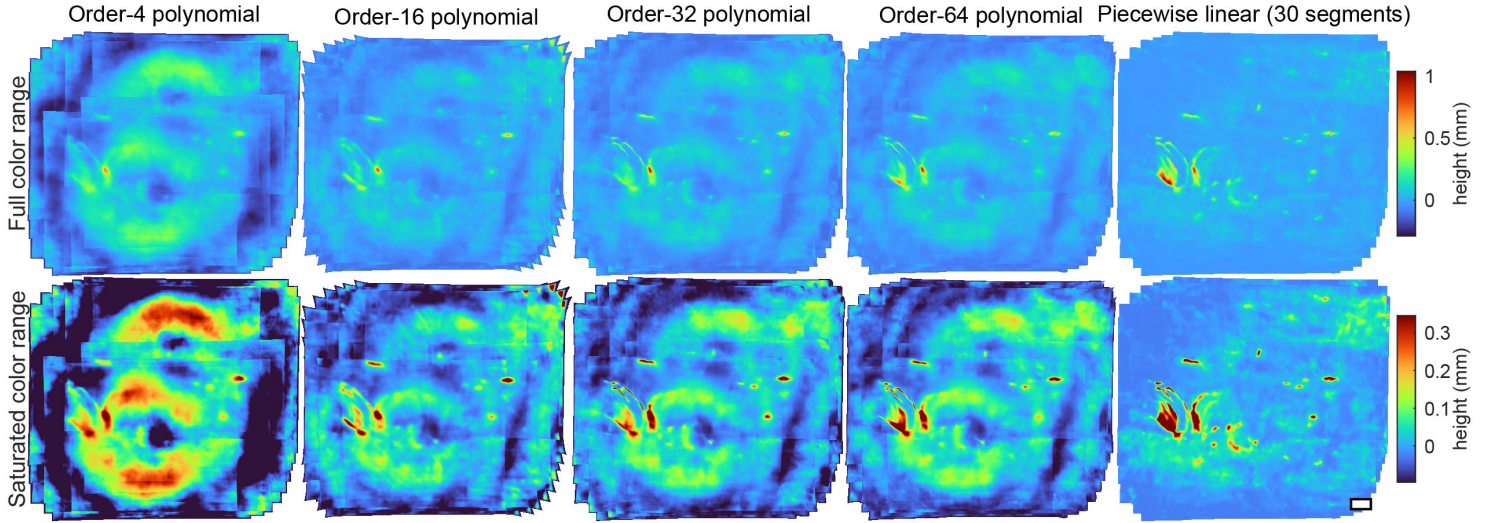 Order-4 polynomial
Order-16 polynomial
Order-32 polynomial
Order-64 polynomial
Piecewise linear (30 segments)
Full color range
1
0.5
0
height (mm)
Saturated color range
0.3
0.2
0.1
0
height (mm)